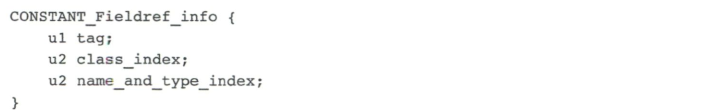 CONSTANT_Fieldref_info {
    u1 tag;
    u2 class_index;
    u2 name_and_type_index;
}